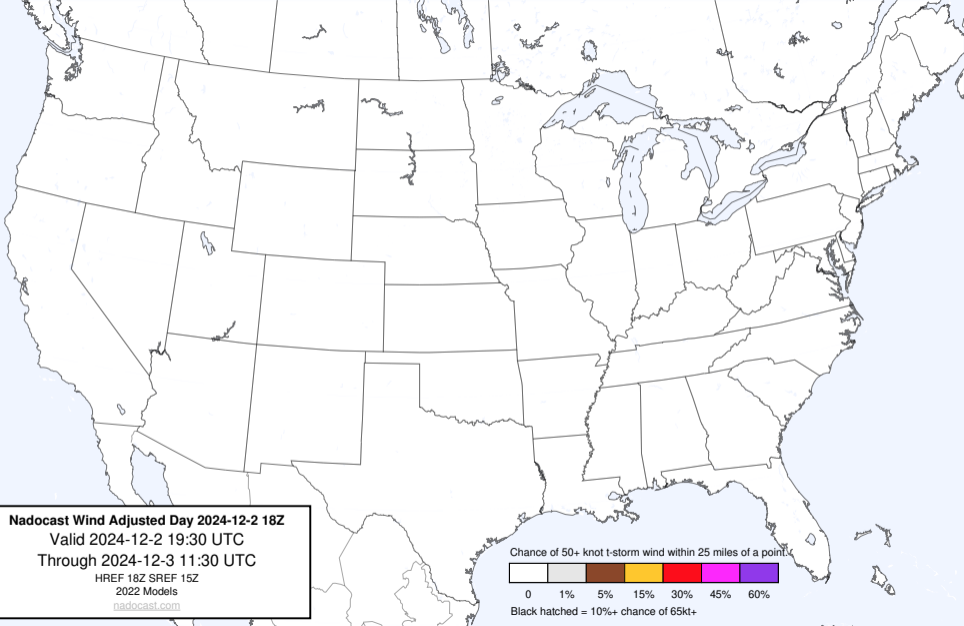 Nadocast Wind Adjusted Day 2024-12-2 18Z
Valid 2024-12-2 19:30 UTC
Through 2024-12-3 11:30 UTC
HREF 18Z SREF 15Z
2022 Models
nadocast.com
Chance of 50+ knot t-storm wind within 25 miles of a point.
0 1% 5% 15% 30% 45% 60%
Black hatched = 10%+ chance of 65kt+